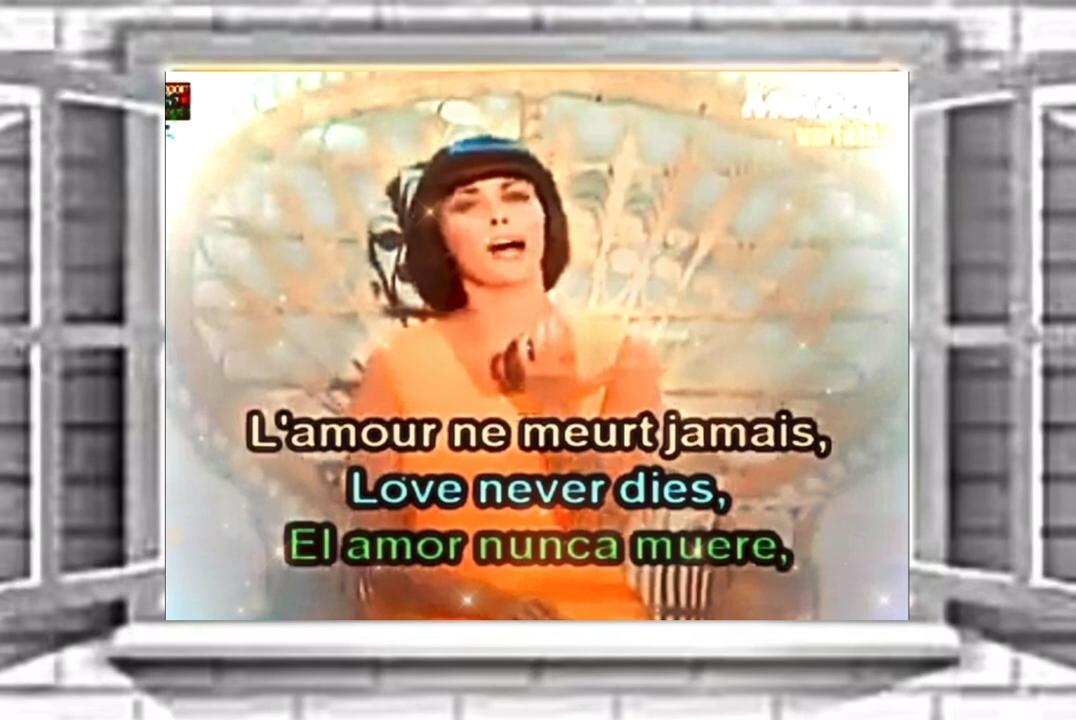 L'amour ne meurt jamais,
Love never dies,
El amor nunca muere,